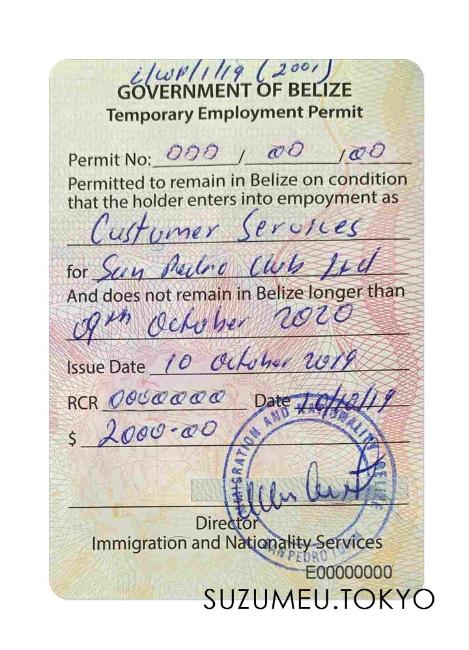 i/WP/1/19 (2001)
GOVERNMENT OF BELIZE
Temporary Employment Permit
Permit No: 000 / 00 /00
Permitted to remain in Belize on condition
that the holder enters into empoyment as
Customer Services
for San Pedro Club Ltd
And does not remain in Belize longer than
09th October 2020
Issue Date 10 October 2019
RCR 0000000 Date 10/10/19
$ 2000-00
IMMIGRATION AND NATIONALITY BELIZE
SAN PEDRO TOWN
Director
Immigration and Nationality Services
E00000000
SUZUMEU.TOKYO